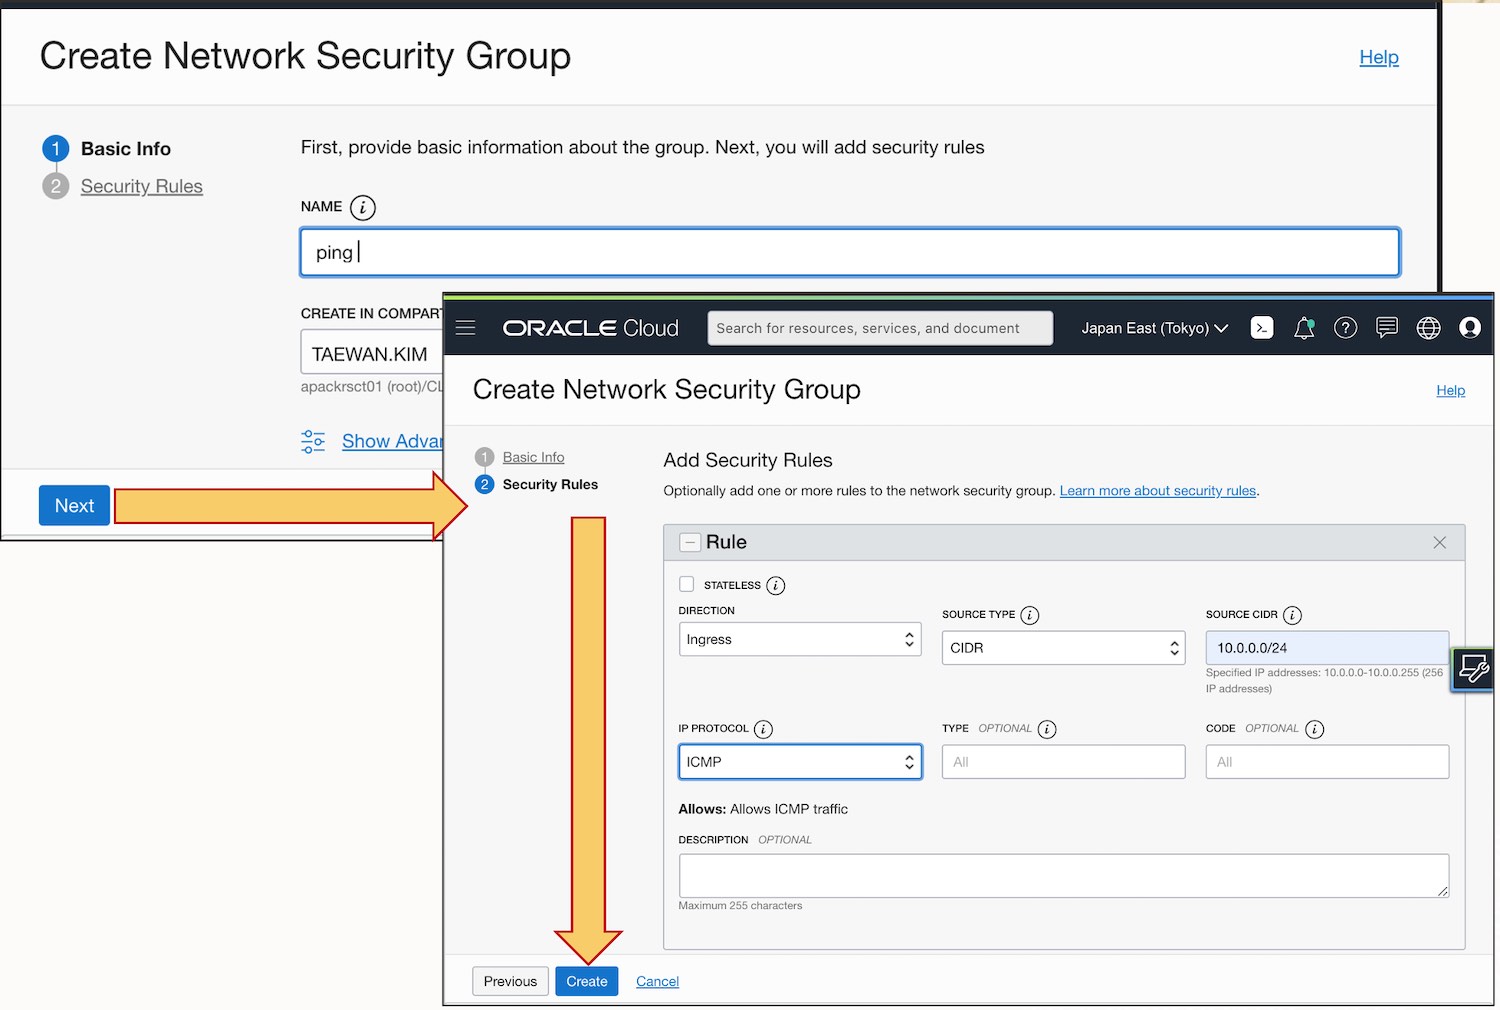 Create Network Security Group
Help
1 Basic Info
2 Security Rules
First, provide basic information about the group. Next, you will add security rules
NAME i
ping
CREATE IN COMPART
TAEWAN.KIM
apackrsct01 (root)/CL
Show Advan
Next
ORACLE Cloud
Search for resources, services, and document
Japan East (Tokyo)
Create Network Security Group
Help
1 Basic Info
2 Security Rules
Add Security Rules
Optionally add one or more rules to the network security group. Learn more about security rules.
Rule
STATELESS i
DIRECTION
Ingress
SOURCE TYPE i
CIDR
SOURCE CIDR i
10.0.0.0/24
Specified IP addresses: 10.0.0.0-10.0.0.255 (256
IP addresses)
IP PROTOCOL i
ICMP
TYPE OPTIONAL i
All
CODE OPTIONAL i
All
Allows: Allows ICMP traffic
DESCRIPTION OPTIONAL
Maximum 255 characters
Previous
Create
Cancel